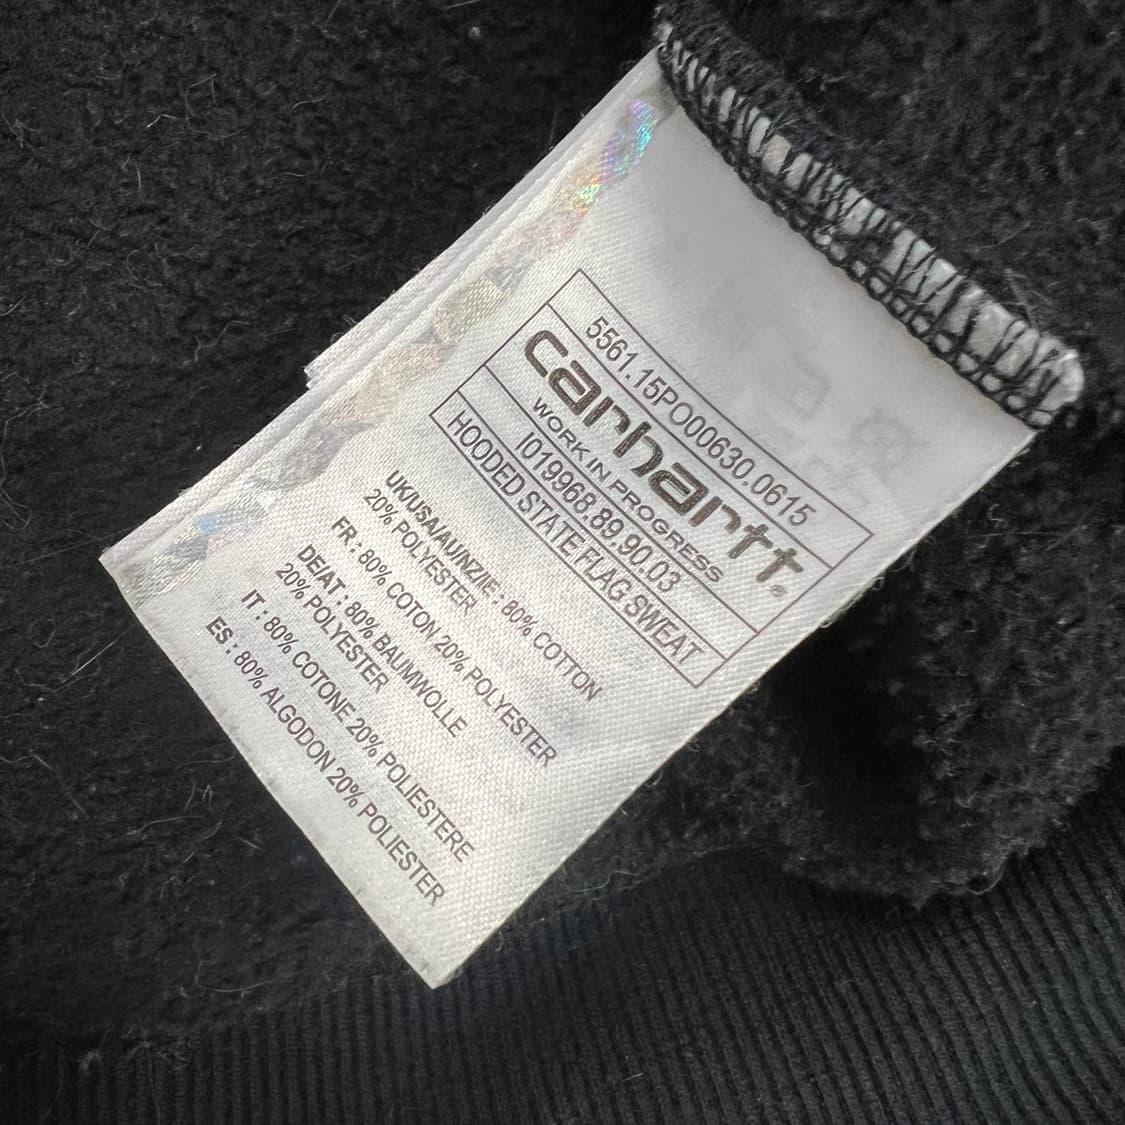 5561.15PO00630.0615
carhartt®
WORK IN PROGRESS
I019968.89.90.03
HOODED STATE FLAG SWEAT
UK/USA/AU/NZ/IE : 80% COTTON
20% POLYESTER
FR : 80% COTON 20% POLYESTER
DE/AT : 80% BAUMWOLLE
20% POLYESTER
IT : 80% COTONE 20% POLIESTERE
ES : 80% ALGODON 20% POLIESTER